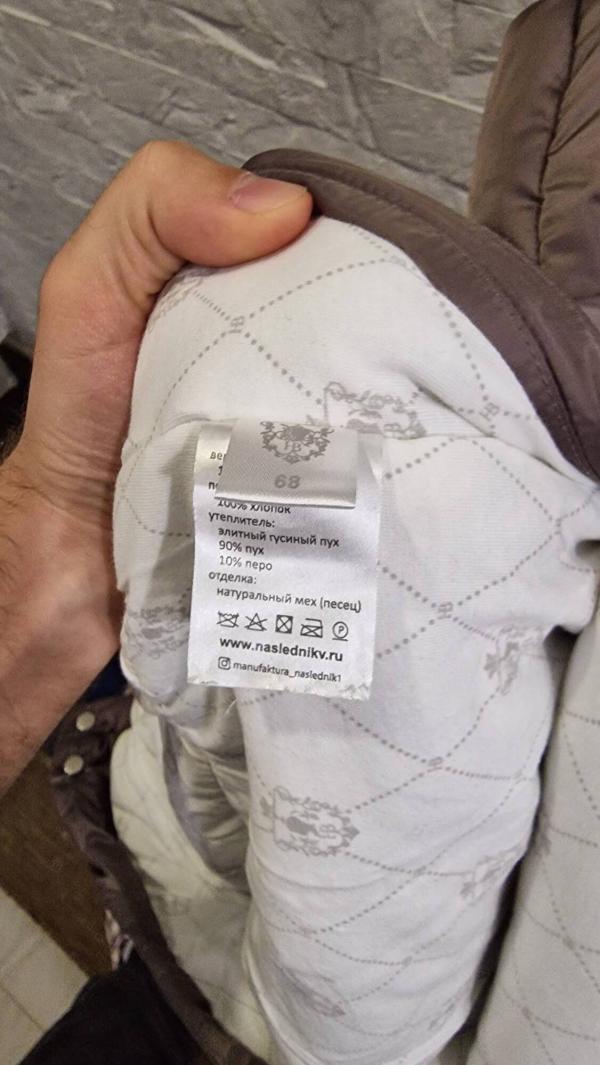 НВ
68
100% хлопок
утеплитель:
элитный гусиный пух
90% пух
10% перо
отделка:
натуральный мех (песец)
www.naslednikv.ru
manufaktura_naslednik1